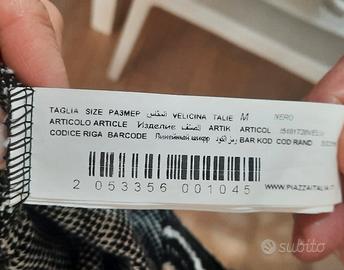 TAGLIA SIZE РАЗМЕР المقاس VELICINA TALIE M NERO
ARTICOLO ARTICLE Изделие الصنف ARTIK ARTICOL
CODICE RIGA BARCODE Линейный шифр رمز الكود BAR KOD COD RAND
2 053356 001045
WWW.PIAZZAITALIA.IT
subito